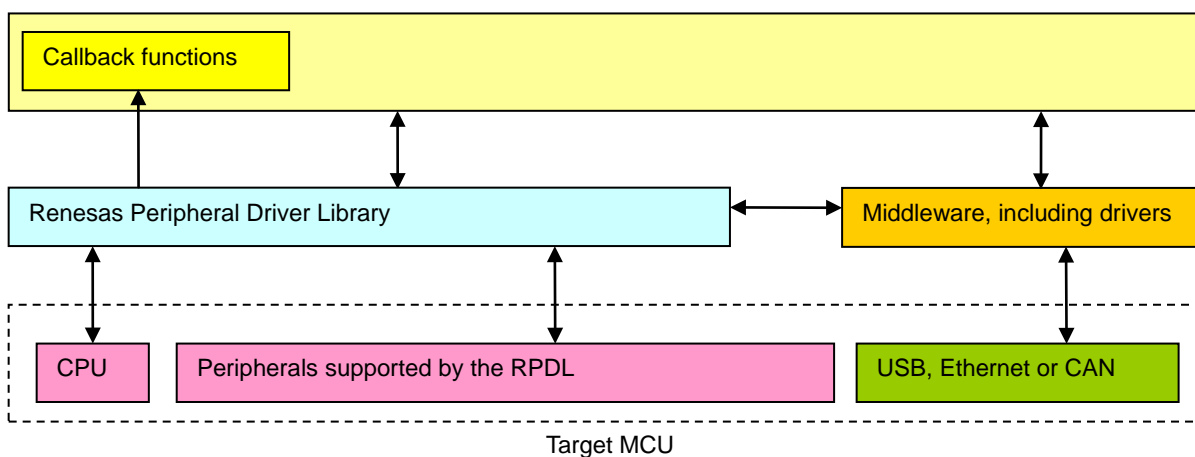 Callback functions
Renesas Peripheral Driver Library
Middleware, including drivers
CPU
Peripherals supported by the RPDL
USB, Ethernet or CAN
Target MCU